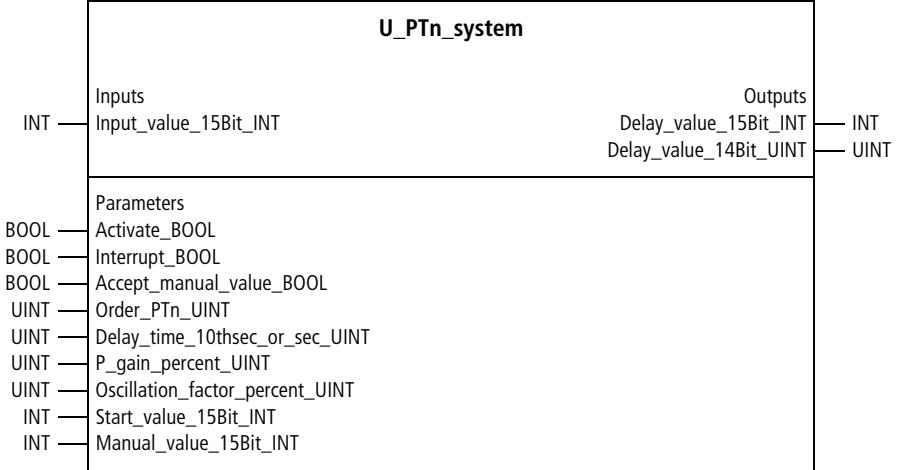 U_PTn_system
Inputs Outputs
INT Input_value_15Bit_INT Delay_value_15Bit_INT INT
Delay_value_14Bit_UINT UINT
Parameters
BOOL Activate_BOOL
BOOL Interrupt_BOOL
BOOL Accept_manual_value_BOOL
UINT Order_PTn_UINT
UINT Delay_time_10thsec_or_sec_UINT
UINT P_gain_percent_UINT
UINT Oscillation_factor_percent_UINT
INT Start_value_15Bit_INT
INT Manual_value_15Bit_INT